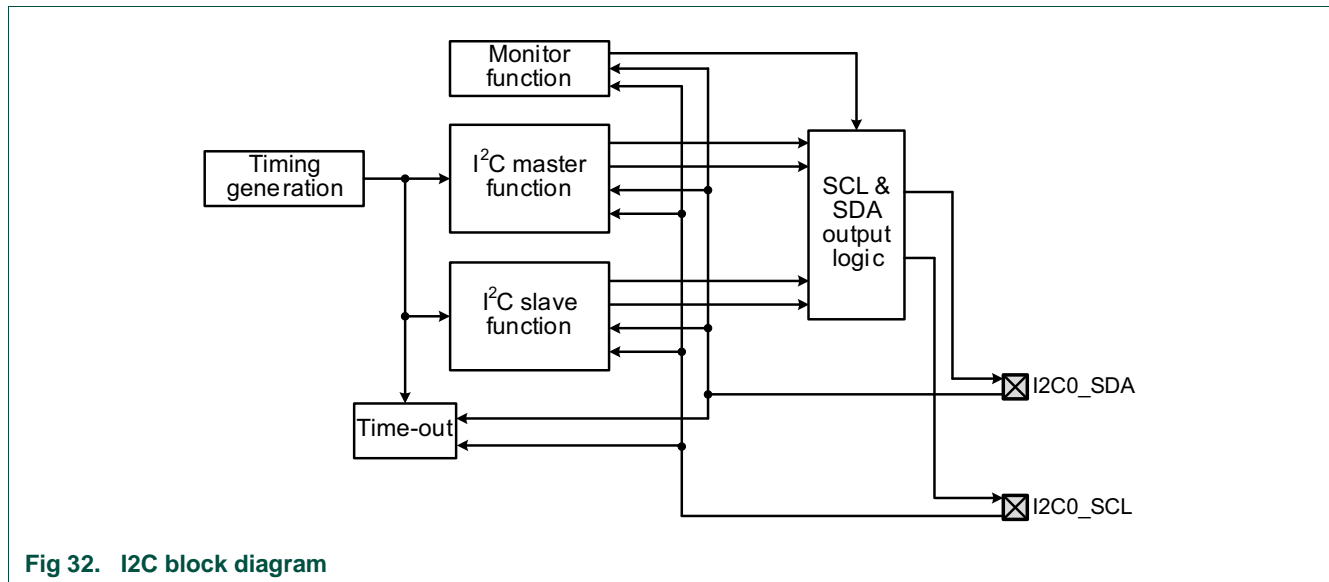 Monitor
function
Timing
generation
I²C master
function
SCL &
SDA
output
logic
I²C slave
function
Time-out
I2C0_SDA
I2C0_SCL
Fig 32. I2C block diagram